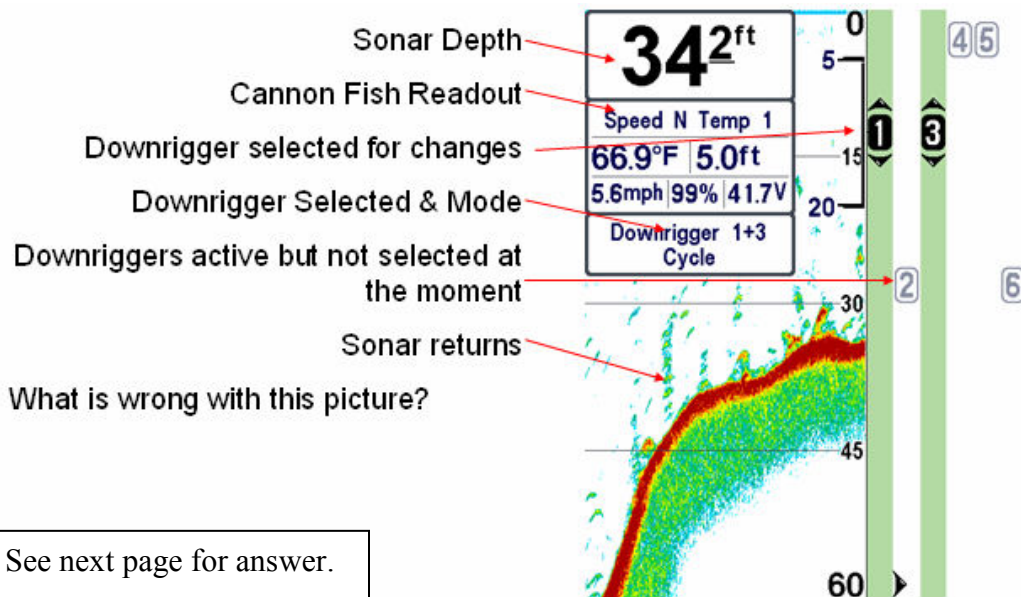 Sonar Depth
Cannon Fish Readout
Downrigger selected for changes
Downrigger Selected & Mode
Downriggers active but not selected at
the moment
Sonar returns
What is wrong with this picture?
See next page for answer.
34 2 ft
Speed N Temp 1
66.9°F 5.0ft
5.6mph 99% 41.7V
Downrigger 1+3
Cycle
0
5
15
20
30
45
60
1
3
4 5
2
6